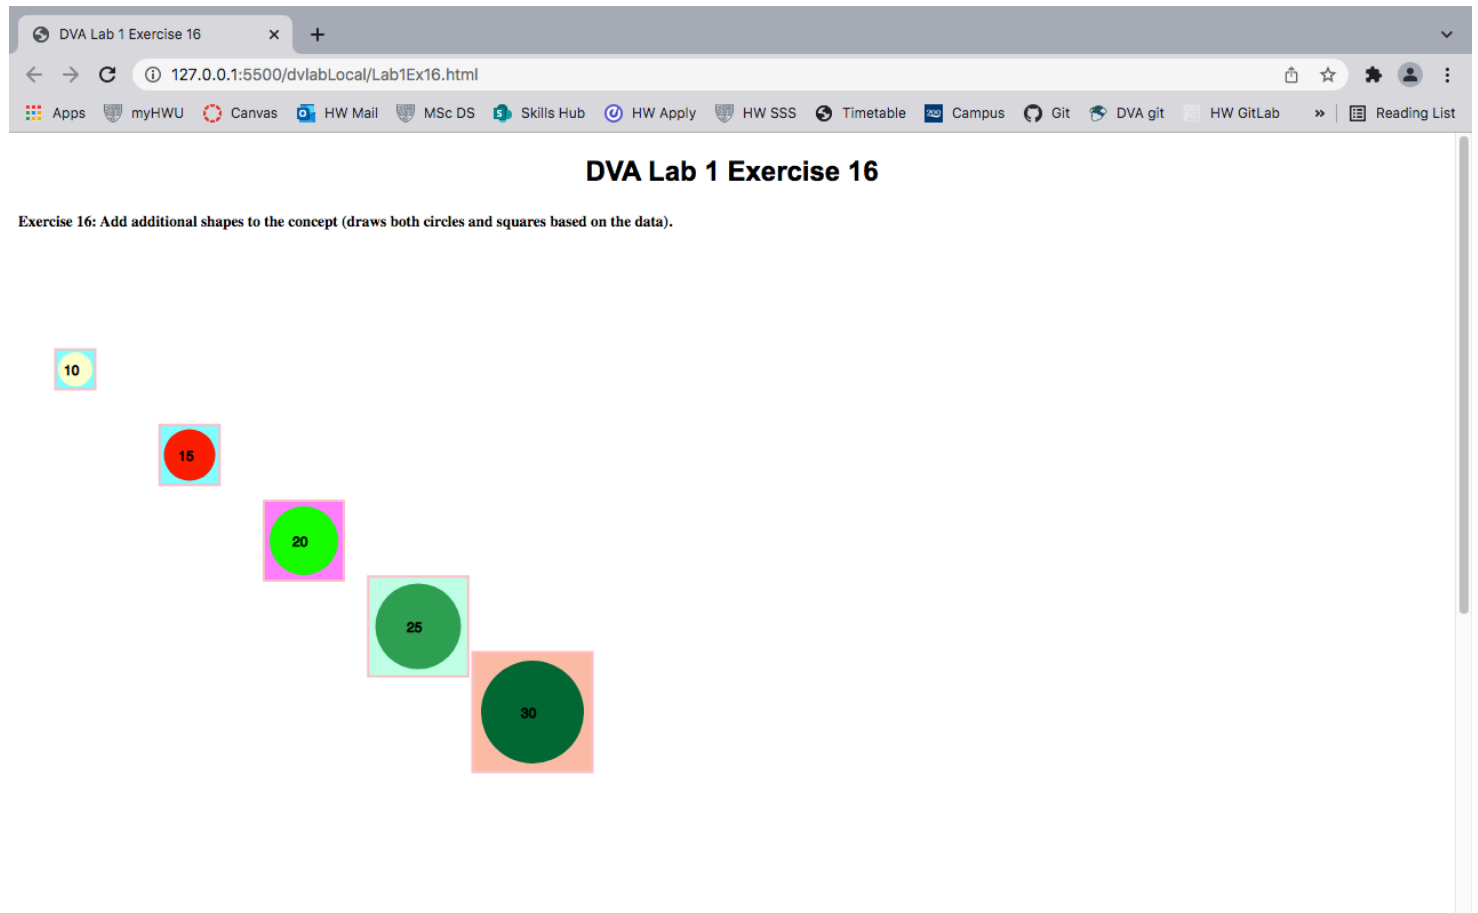 DVA Lab 1 Exercise 16
127.0.0.1:5500/dvlabLocal/Lab1Ex16.html
Apps myHWU Canvas HW Mail MSc DS Skills Hub HW Apply HW SSS Timetable Campus Git DVA git HW GitLab » Reading List
DVA Lab 1 Exercise 16
Exercise 16: Add additional shapes to the concept (draws both circles and squares based on the data).
10
15
20
25
30